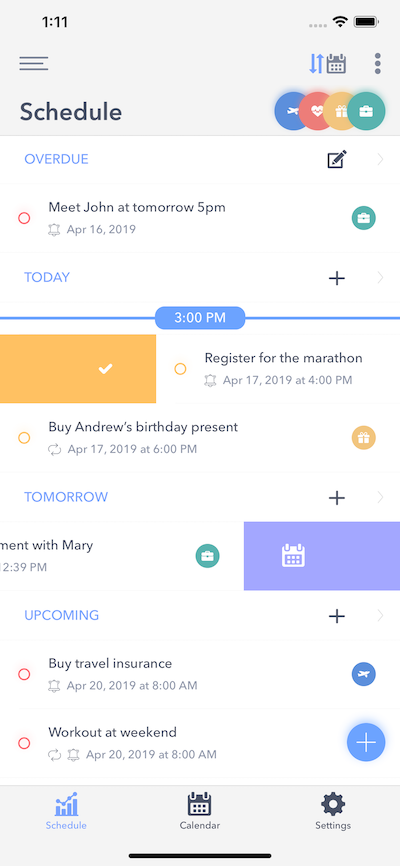 1:11
Schedule
OVERDUE
Meet John at tomorrow 5pm
Apr 16, 2019
TODAY
3:00 PM
Register for the marathon
Apr 17, 2019 at 4:00 PM
Buy Andrew's birthday present
Apr 17, 2019 at 6:00 PM
TOMORROW
with Mary
PM
UPCOMING
Buy travel insurance
Apr 20, 2019 at 8:00 AM
Workout at weekend
Apr 20, 2019 at 8:00 AM
Schedule Calendar Settings